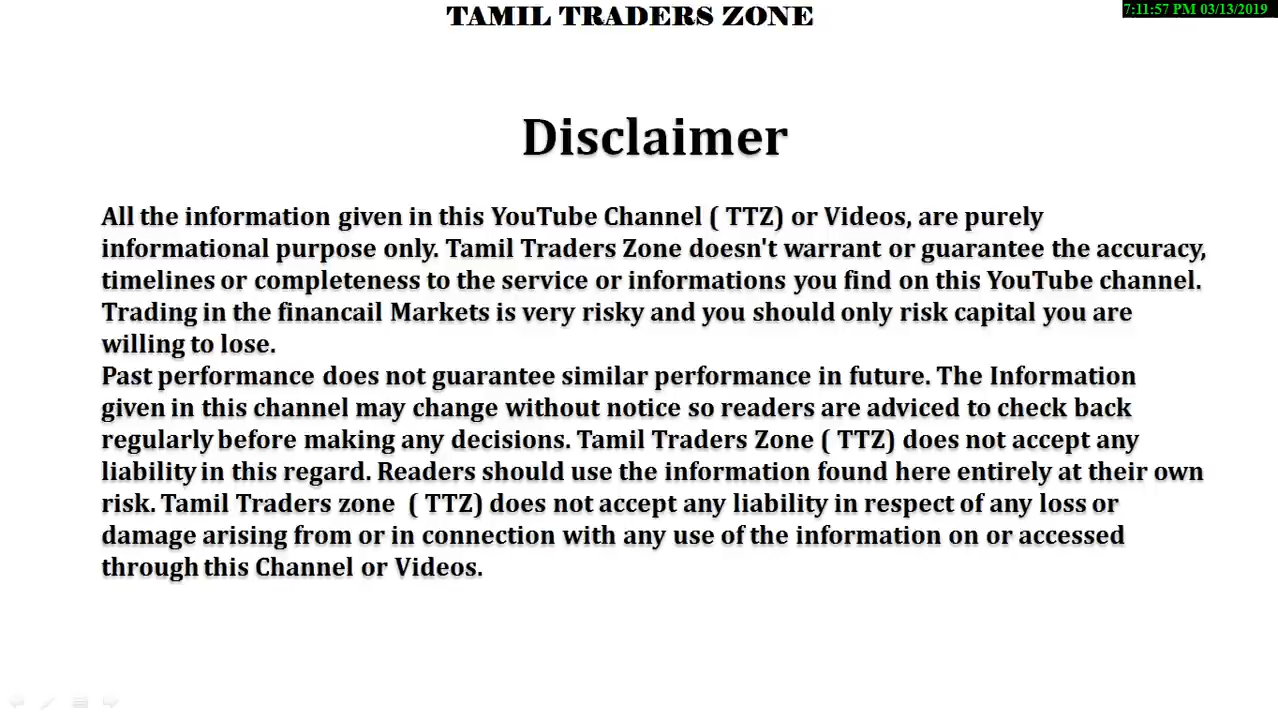 TAMIL TRADERS ZONE
7:11:57 PM 03/13/2019
Disclaimer
All the information given in this YouTube Channel ( TTZ) or Videos, are purely
informational purpose only. Tamil Traders Zone doesn't warrant or guarantee the accuracy,
timelines or completeness to the service or informations you find on this YouTube channel.
Trading in the financail Markets is very risky and you should only risk capital you are
willing to lose.
Past performance does not guarantee similar performance in future. The Information
given in this channel may change without notice so readers are adviced to check back
regularly before making any decisions. Tamil Traders Zone ( TTZ) does not accept any
liability in this regard. Readers should use the information found here entirely at their own
risk. Tamil Traders zone  ( TTZ) does not accept any liability in respect of any loss or
damage arising from or in connection with any use of the information on or accessed
through this Channel or Videos.